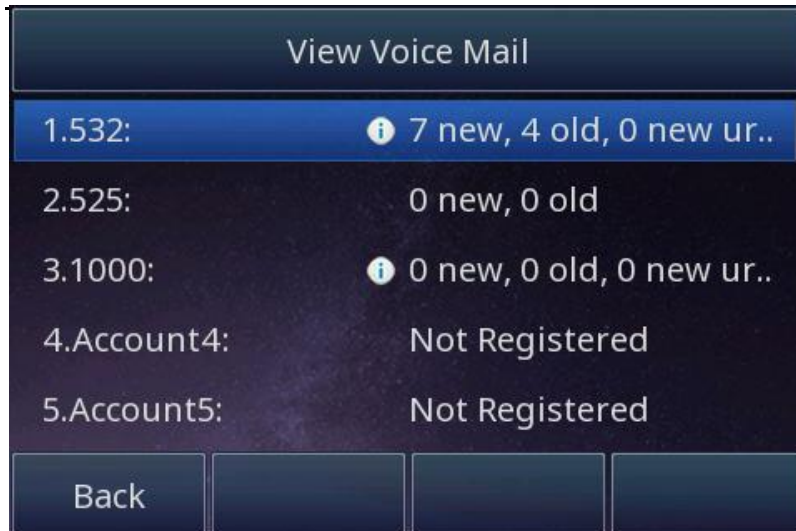 View Voice Mail
1.532: 7 new, 4 old, 0 new ur..
2.525: 0 new, 0 old
3.1000: 0 new, 0 old, 0 new ur..
4.Account4: Not Registered
5.Account5: Not Registered
Back